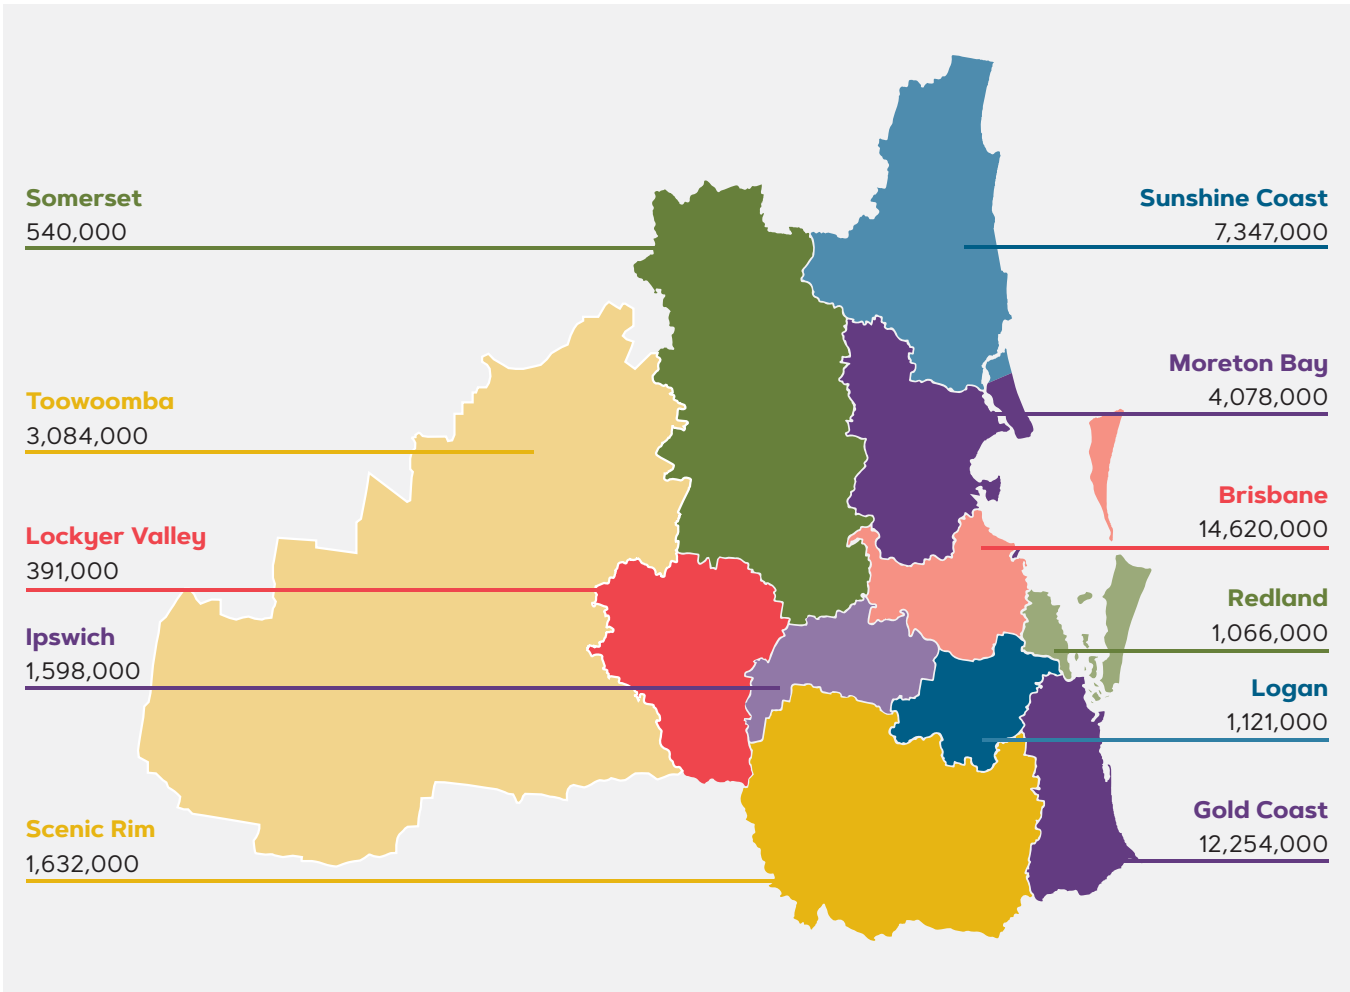 Somerset
540,000
Toowoomba
3,084,000
Lockyer Valley
391,000
Ipswich
1,598,000
Scenic Rim
1,632,000
Sunshine Coast
7,347,000
Moreton Bay
4,078,000
Brisbane
14,620,000
Redland
1,066,000
Logan
1,121,000
Gold Coast
12,254,000